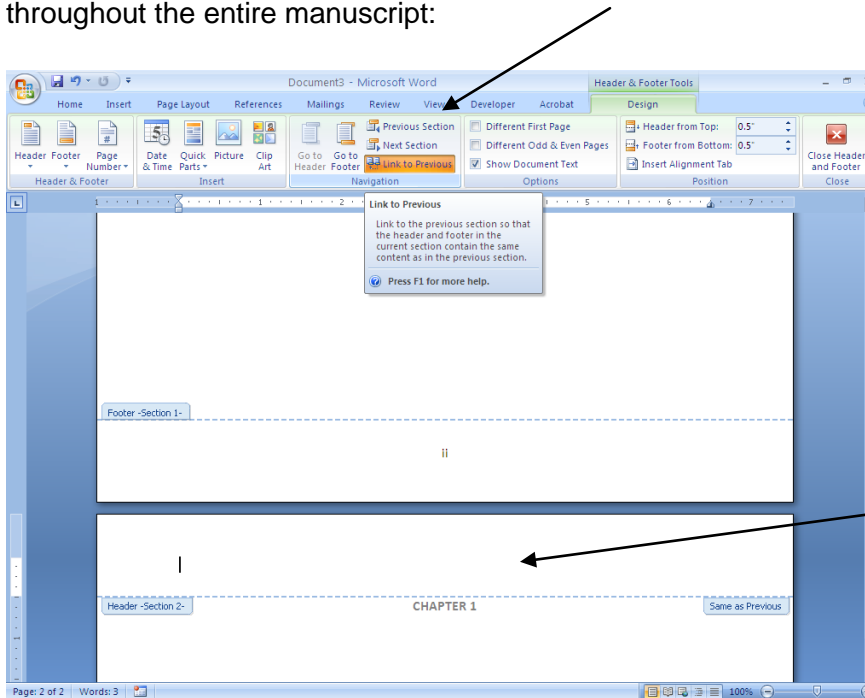 throughout the entire manuscript:
Document3 - Microsoft Word
Header & Footer Tools
Home Insert Page Layout References Mailings Review View Developer Acrobat Design
Header Footer Page Number
Date & Time Quick Parts Picture Clip Art
Go to Header Go to Footer
Previous Section
Next Section
Link to Previous
Different First Page
Different Odd & Even Pages
Show Document Text
Header from Top: 0.5"
Footer from Bottom: 0.5"
Insert Alignment Tab
Close Header and Footer
Header & Footer Insert Navigation Options Position Close
L
1 1 2 5 6 7
Link to Previous
Link to the previous section so that
the header and footer in the
current section contain the same
content as in the previous section.
Press F1 for more help.
Footer -Section 1-
ii
Header -Section 2-
CHAPTER 1
Same as Previous
Page: 2 of 2 Words: 3 100%